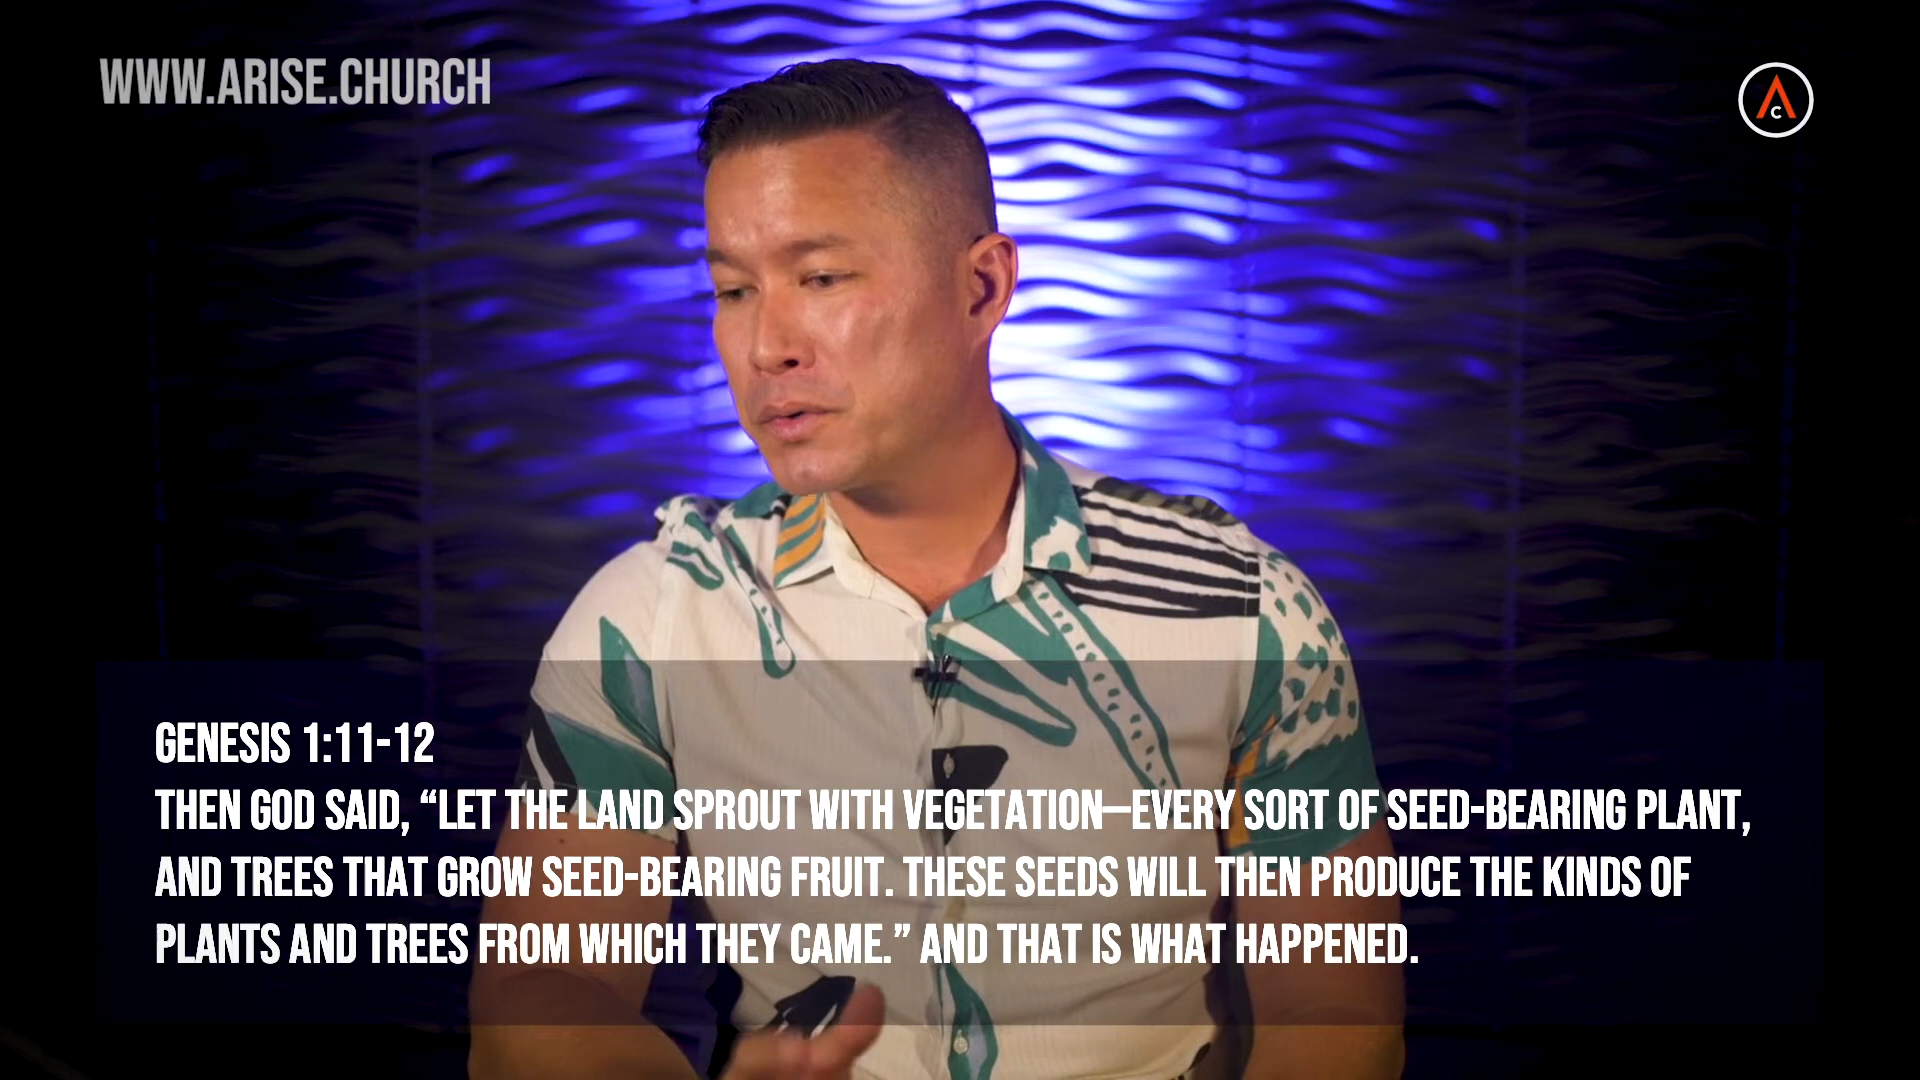 WWW.ARISE.CHURCH
AC
GENESIS 1:11-12
THEN GOD SAID, “LET THE LAND SPROUT WITH VEGETATION—EVERY SORT OF SEED-BEARING PLANT,
AND TREES THAT GROW SEED-BEARING FRUIT. THESE SEEDS WILL THEN PRODUCE THE KINDS OF
PLANTS AND TREES FROM WHICH THEY CAME.” AND THAT IS WHAT HAPPENED.